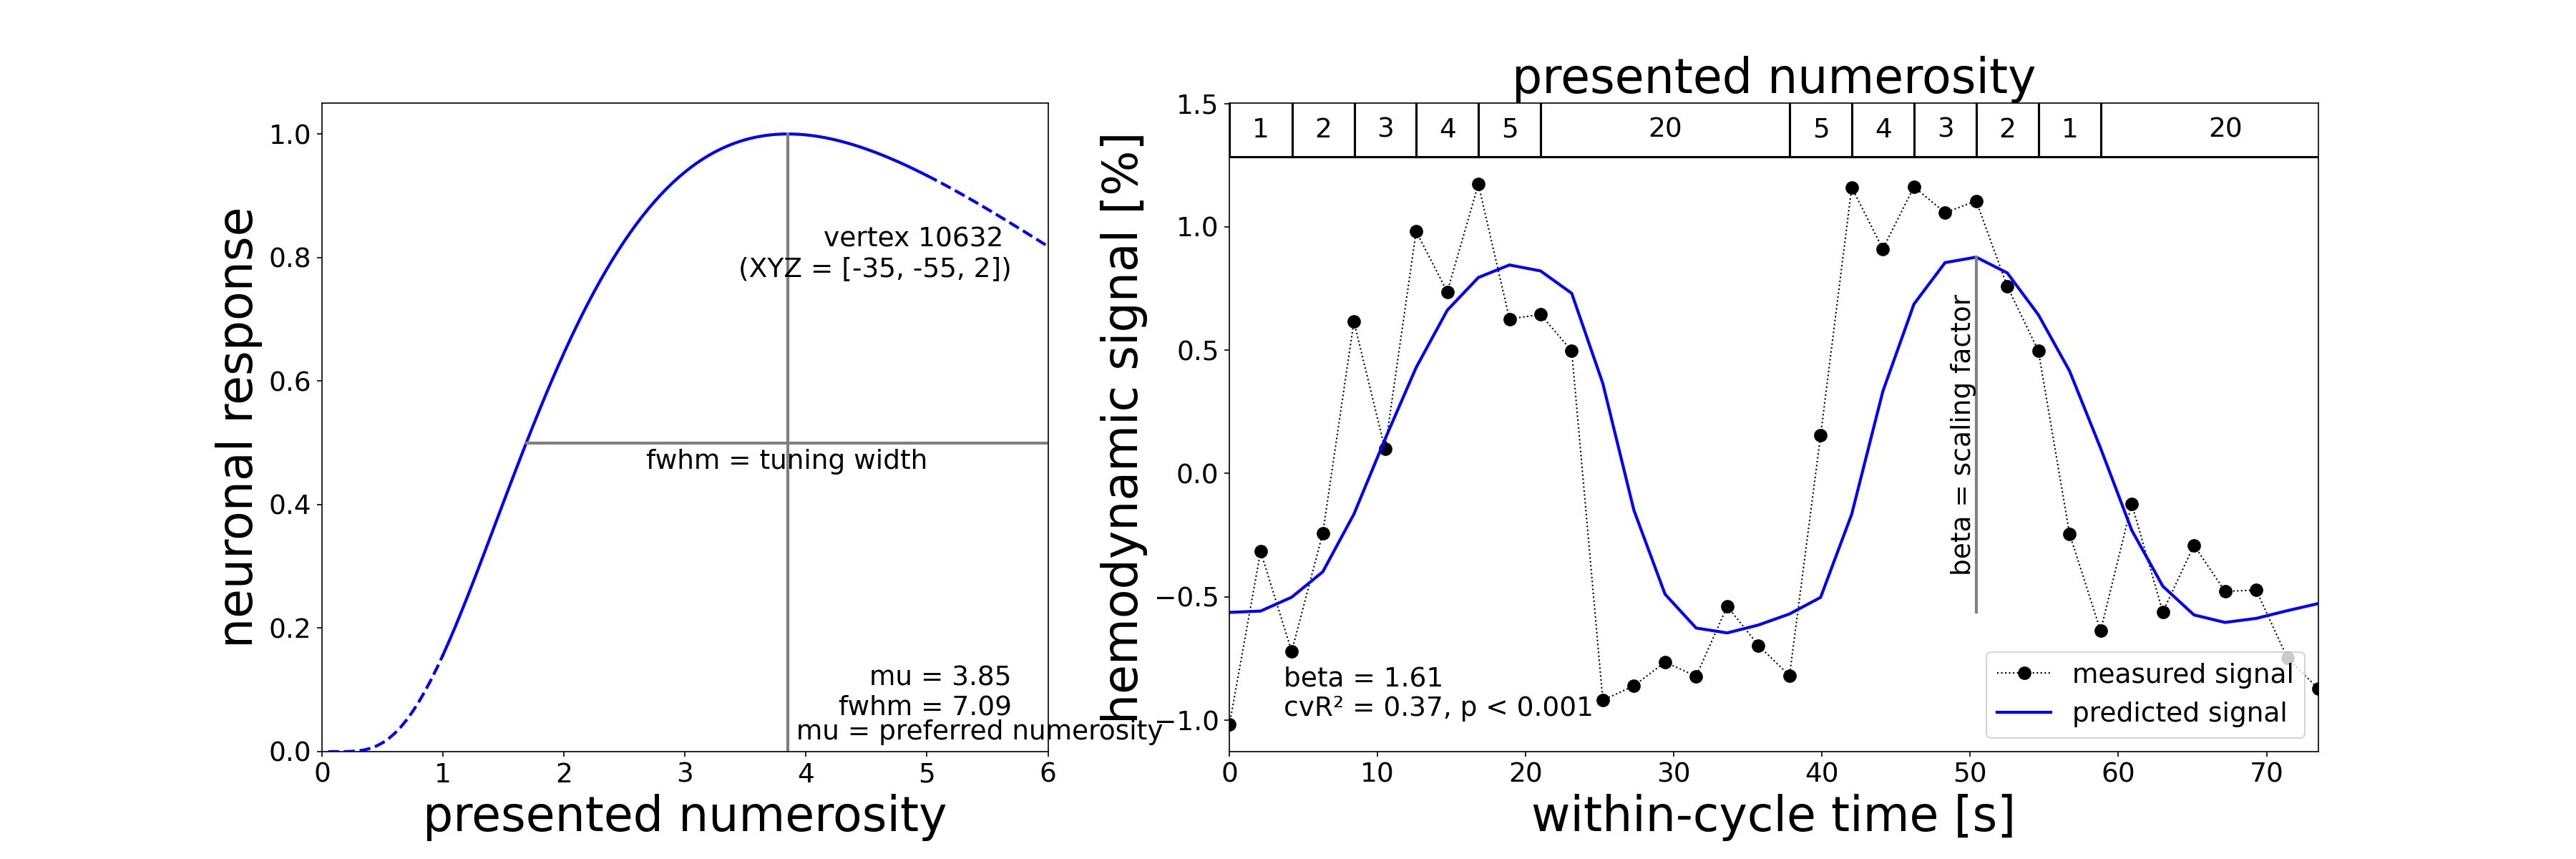 neuronal response
1.0
0.8
0.6
0.4
0.2
0.0
vertex 10632
(XYZ = [-35, -55, 2])
fwhm = tuning width
mu = 3.85
fwhm = 7.09
mu = preferred numerosity
0 1 2 3 4 5 6
presented numerosity
presented numerosity
hemodynamic signal [%]
1.5
1.0
0.5
0.0
−0.5
−1.0
1 2 3 4 5 20 5 4 3 2 1 20
beta = scaling factor
beta = 1.61
cvR² = 0.37, p < 0.001
measured signal
predicted signal
0 10 20 30 40 50 60 70
within-cycle time [s]